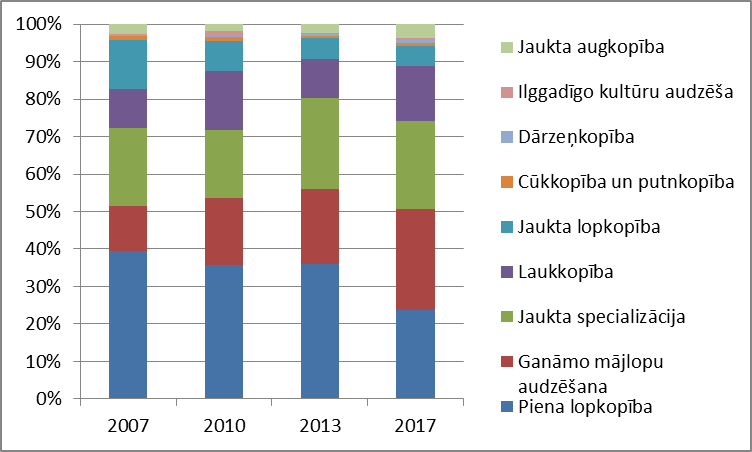 100%
90%
80%
70%
60%
50%
40%
30%
20%
10%
0%
2007 2010 2013 2017
Jaukta augkopība
Ilggadīgo kultūru audzēša
Dārzeņkopība
Cūkkopība un putnkopība
Jaukta lopkopība
Laukkopība
Jaukta specializācija
Ganāmo mājlopu
audzēšana
Piena lopkopība